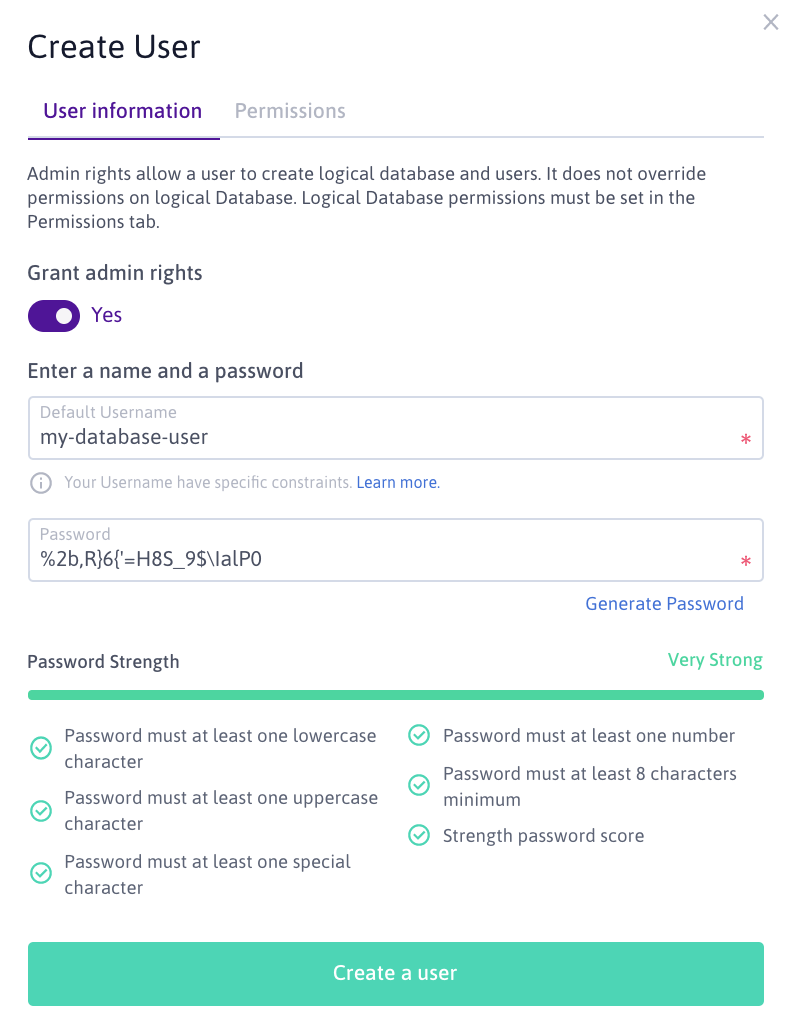 Create User
User information
Permissions
Admin rights allow a user to create logical database and users. It does not override
permissions on logical Database. Logical Database permissions must be set in the
Permissions tab.
Grant admin rights
Yes
Enter a name and a password
Default Username
my-database-user
*
Your Username have specific constraints. Learn more.
Password
%2b,R}6{'=H8S_9$\IalP0
*
Generate Password
Password Strength
Very Strong
Password must at least one lowercase
character
Password must at least one uppercase
character
Password must at least one special
character
Password must at least one number
Password must at least 8 characters
minimum
Strength password score
Create a user